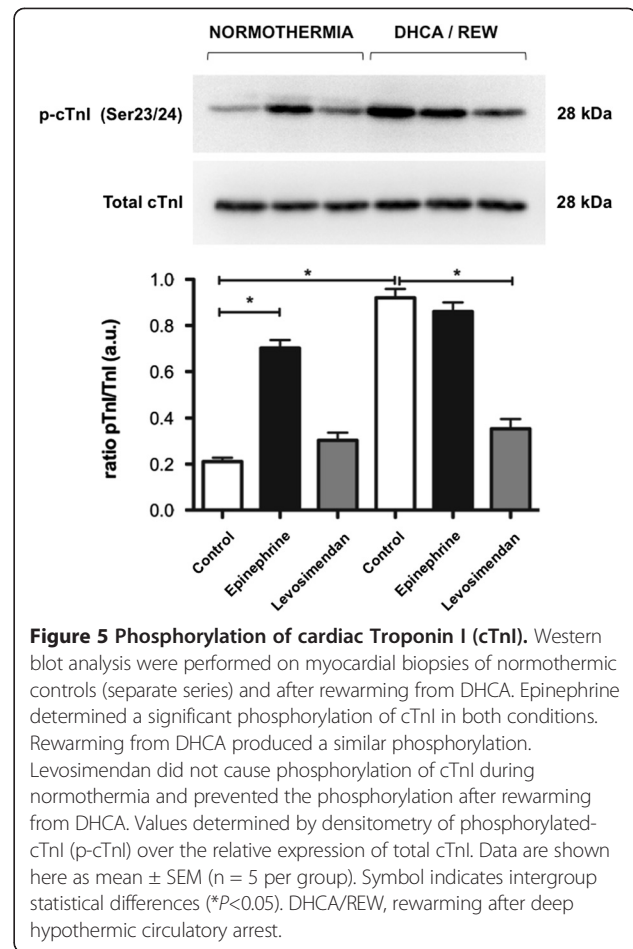 NORMOTHERMIA DHCA / REW
p-cTnI (Ser23/24) 28 kDa
Total cTnI 28 kDa
* *
*
ratio pTnI/TnI (a.u.)
1.0
0.8
0.6
0.4
0.2
0.0
Control Epinephrine Levosimendan Control Epinephrine Levosimendan
Figure 5 Phosphorylation of cardiac Troponin I (cTnI). Western
blot analysis were performed on myocardial biopsies of normothermic
controls (separate series) and after rewarming from DHCA. Epinephrine
determined a significant phosphorylation of cTnI in both conditions.
Rewarming from DHCA produced a similar phosphorylation.
Levosimendan did not cause phosphorylation of cTnI during
normothermia and prevented the phosphorylation after rewarming
from DHCA. Values determined by densitometry of phosphorylated-
cTnI (p-cTnI) over the relative expression of total cTnI. Data are shown
here as mean ± SEM (n = 5 per group). Symbol indicates intergroup
statistical differences (*P<0.05). DHCA/REW, rewarming after deep
hypothermic circulatory arrest.